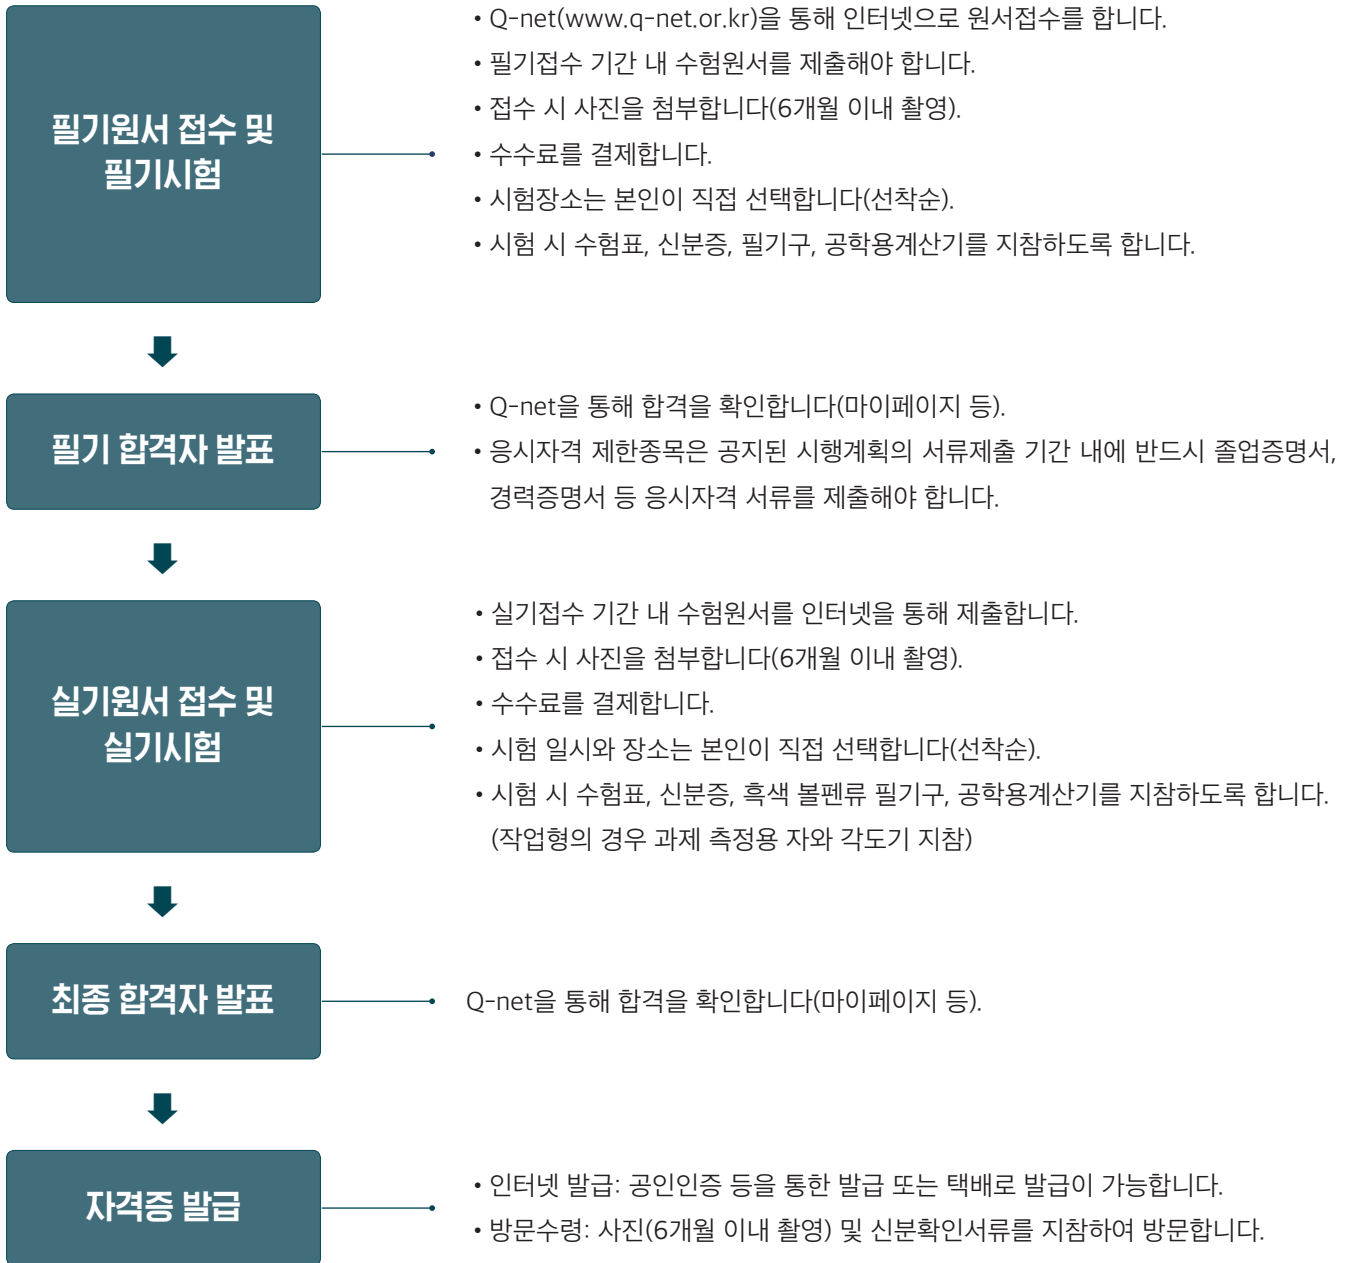 필기원서 접수 및
필기시험
• Q-net(www.q-net.or.kr)을 통해 인터넷으로 원서접수를 합니다.
• 필기접수 기간 내 수험원서를 제출해야 합니다.
• 접수 시 사진을 첨부합니다(6개월 이내 촬영).
• 수수료를 결제합니다.
• 시험장소는 본인이 직접 선택합니다(선착순).
• 시험 시 수험표, 신분증, 필기구, 공학용계산기를 지참하도록 합니다.
필기 합격자 발표
• Q-net을 통해 합격을 확인합니다(마이페이지 등).
• 응시자격 제한종목은 공지된 시행계획의 서류제출 기간 내에 반드시 졸업증명서,
경력증명서 등 응시자격 서류를 제출해야 합니다.
실기원서 접수 및
실기시험
• 실기접수 기간 내 수험원서를 인터넷을 통해 제출합니다.
• 접수 시 사진을 첨부합니다(6개월 이내 촬영).
• 수수료를 결제합니다.
• 시험 일시와 장소는 본인이 직접 선택합니다(선착순).
• 시험 시 수험표, 신분증, 흑색 볼펜류 필기구, 공학용계산기를 지참하도록 합니다.
(작업형의 경우 과제 측정용 자와 각도기 지참)
최종 합격자 발표
Q-net을 통해 합격을 확인합니다(마이페이지 등).
자격증 발급
• 인터넷 발급: 공인인증 등을 통한 발급 또는 택배로 발급이 가능합니다.
• 방문수령: 사진(6개월 이내 촬영) 및 신분확인서류를 지참하여 방문합니다.